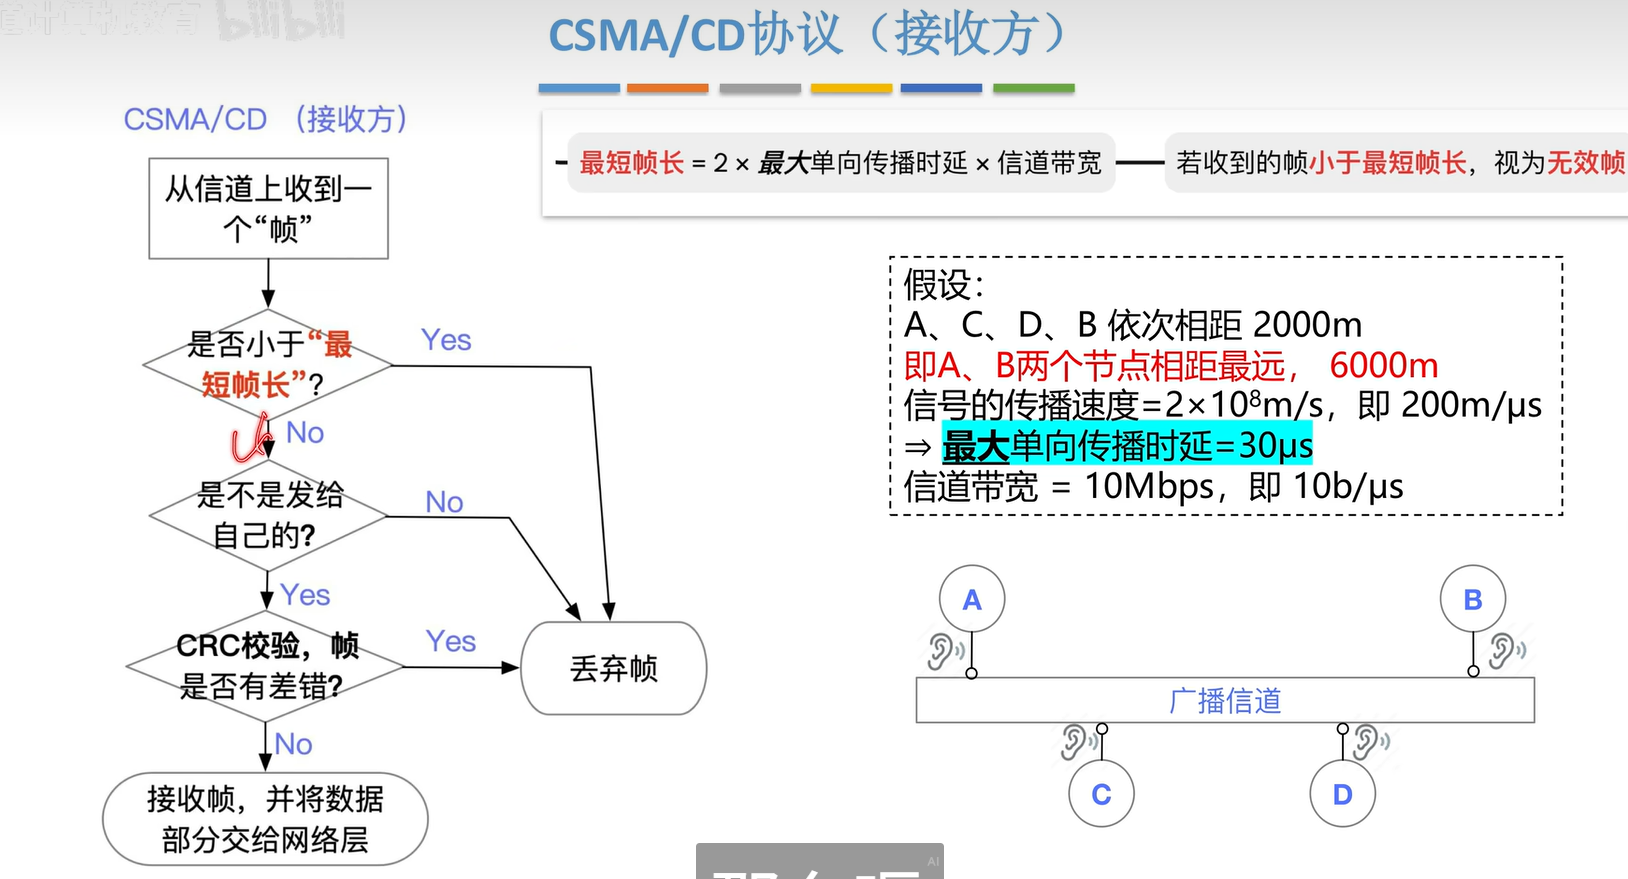 bilibili
CSMA/CD协议（接收方）
CSMA/CD （接收方）
从信道上收到一
个“帧”
是否小于“最
短帧长”?
Yes
No
是不是发给
自己的?
No
Yes
CRC校验，帧
是否有差错?
Yes
丢弃帧
No
接收帧，并将数据
部分交给网络层
最短帧长 = 2 × 最大单向传播时延 × 信道带宽
若收到的帧小于最短帧长，视为无效帧
假设：
A、C、D、B 依次相距 2000m
即A、B两个节点相距最远， 6000m
信号的传播速度=2×10⁸m/s，即 200m/μs
⇒ 最大单向传播时延=30μs
信道带宽 = 10Mbps，即 10b/μs
A
B
广播信道
C
D
AI